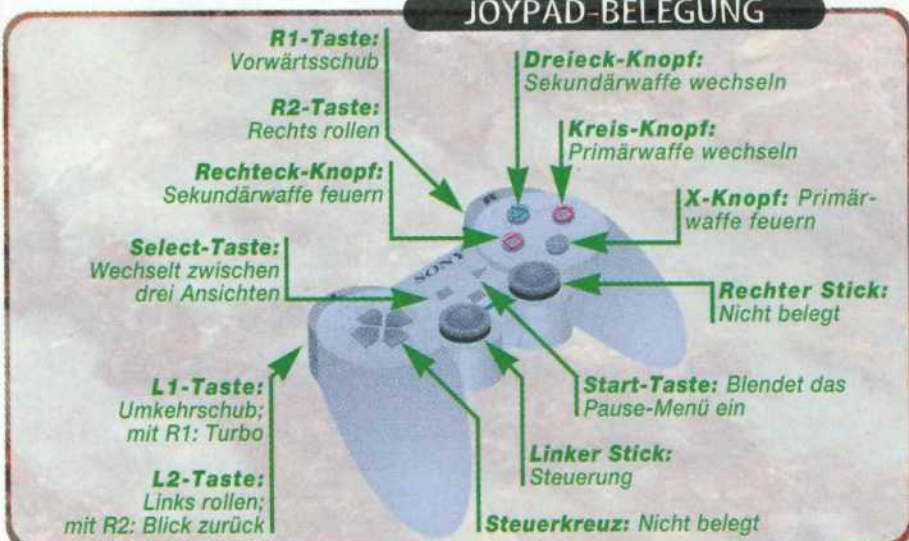 JOYPAD-BELEGUNG
R1-Taste:
Vorwärtsschub
R2-Taste:
Rechts rollen
Rechteck-Knopf:
Sekundärwaffe feuern
Select-Taste:
Wechselt zwischen
drei Ansichten
L1-Taste:
Umkehrschub;
mit R1: Turbo
L2-Taste:
Links rollen;
mit R2: Blick zurück
Dreieck-Knopf:
Sekundärwaffe wechseln
Kreis-Knopf:
Primärwaffe wechseln
X-Knopf: Primär-
waffe feuern
Rechter Stick:
Nicht belegt
Start-Taste: Blendet das
Pause-Menü ein
Linker Stick:
Steuerung
Steuerkreuz: Nicht belegt
SONY
R